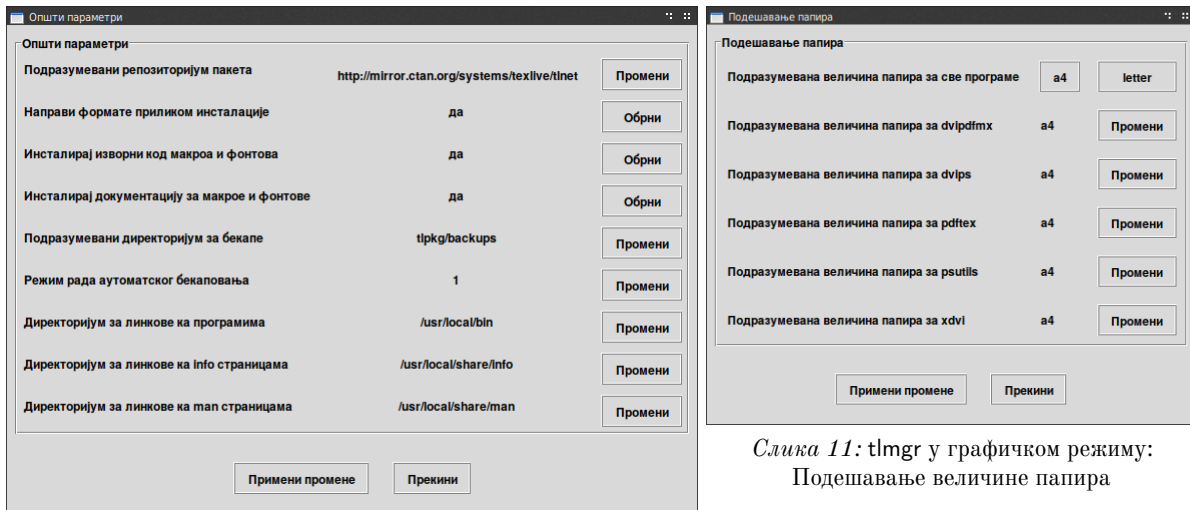 Општи параметри
Општи параметри
Подразумевани репозиторијум пакета http://mirror.ctan.org/systems/texlive/tlnet Промени
Направи формате приликом инсталације да Обрни
Инсталирај изворни код макроа и фонтова да Обрни
Инсталирај документацију за макрое и фонтове да Обрни
Подразумевани директоријум за бекапе tlpkg/backups Промени
Режим рада аутоматског бекаповања 1 Промени
Директоријум за линкове ка програмима /usr/local/bin Промени
Директоријум за линкове ка info страницама /usr/local/share/info Промени
Директоријум за линкове ка man страницама /usr/local/share/man Промени
Примени промене Прекини
Подешавање папира
Подешавање папира
Подразумевана величина папира за све програме a4 letter
Подразумевана величина папира за dvipdfmx a4 Промени
Подразумевана величина папира за dvips a4 Промени
Подразумевана величина папира за pdftex a4 Промени
Подразумевана величина папира за psutils a4 Промени
Подразумевана величина папира за xdvi a4 Промени
Примени промене Прекини
Слика 11: tlmgr у графичком режиму:
Подешавање величине папира